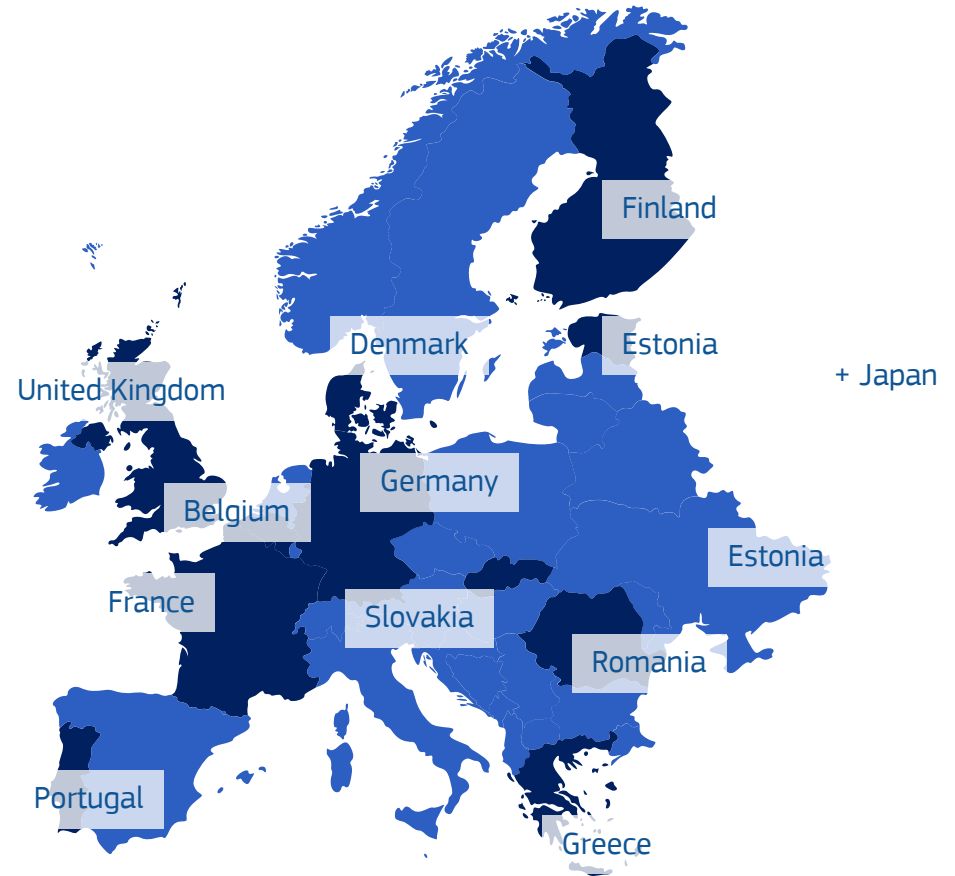 Finland
Denmark
Estonia
+ Japan
United Kingdom
Germany
Belgium
Estonia
France
Slovakia
Romania
Portugal
Greece